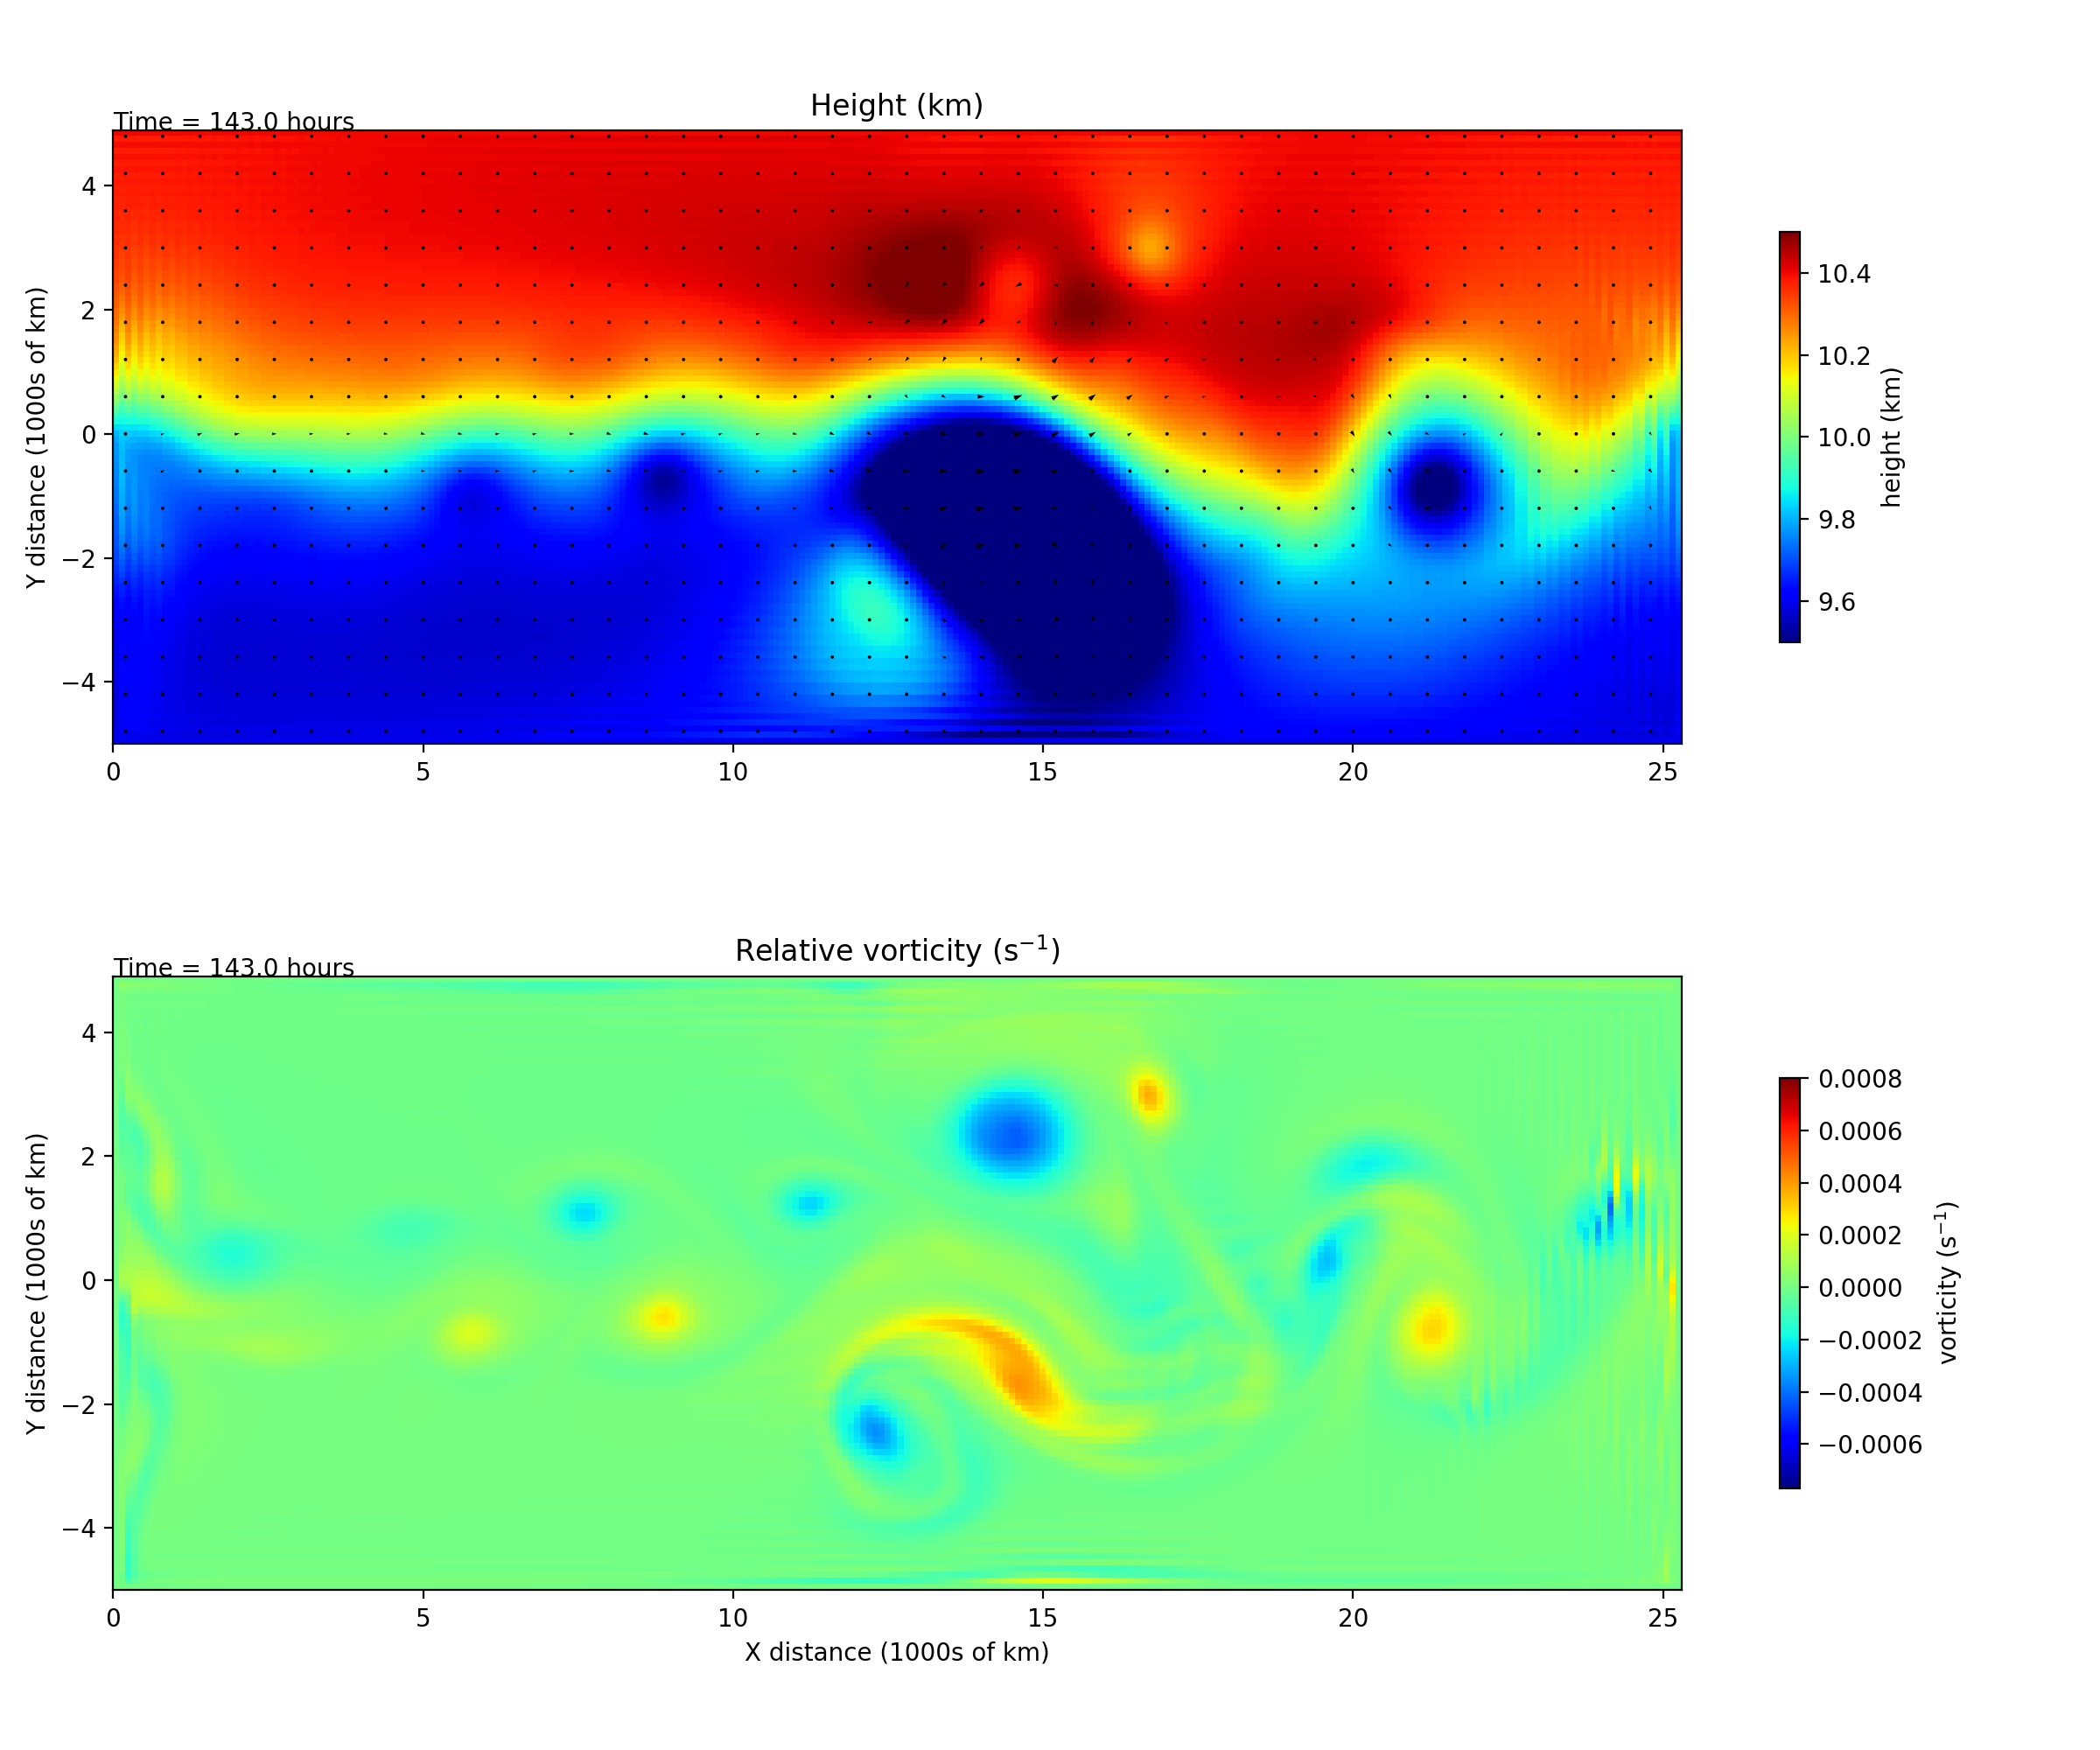 Height (km)
Time = 143.0 hours
Y distance (1000s of km)
4
2
0
−2
−4
0 5 10 15 20 25
10.4
10.2
10.0
9.8
9.6
height (km)
Relative vorticity (s⁻¹)
Time = 143.0 hours
Y distance (1000s of km)
4
2
0
−2
−4
0 5 10 15 20 25
X distance (1000s of km)
0.0008
0.0006
0.0004
0.0002
0.0000
−0.0002
−0.0004
−0.0006
vorticity (s⁻¹)